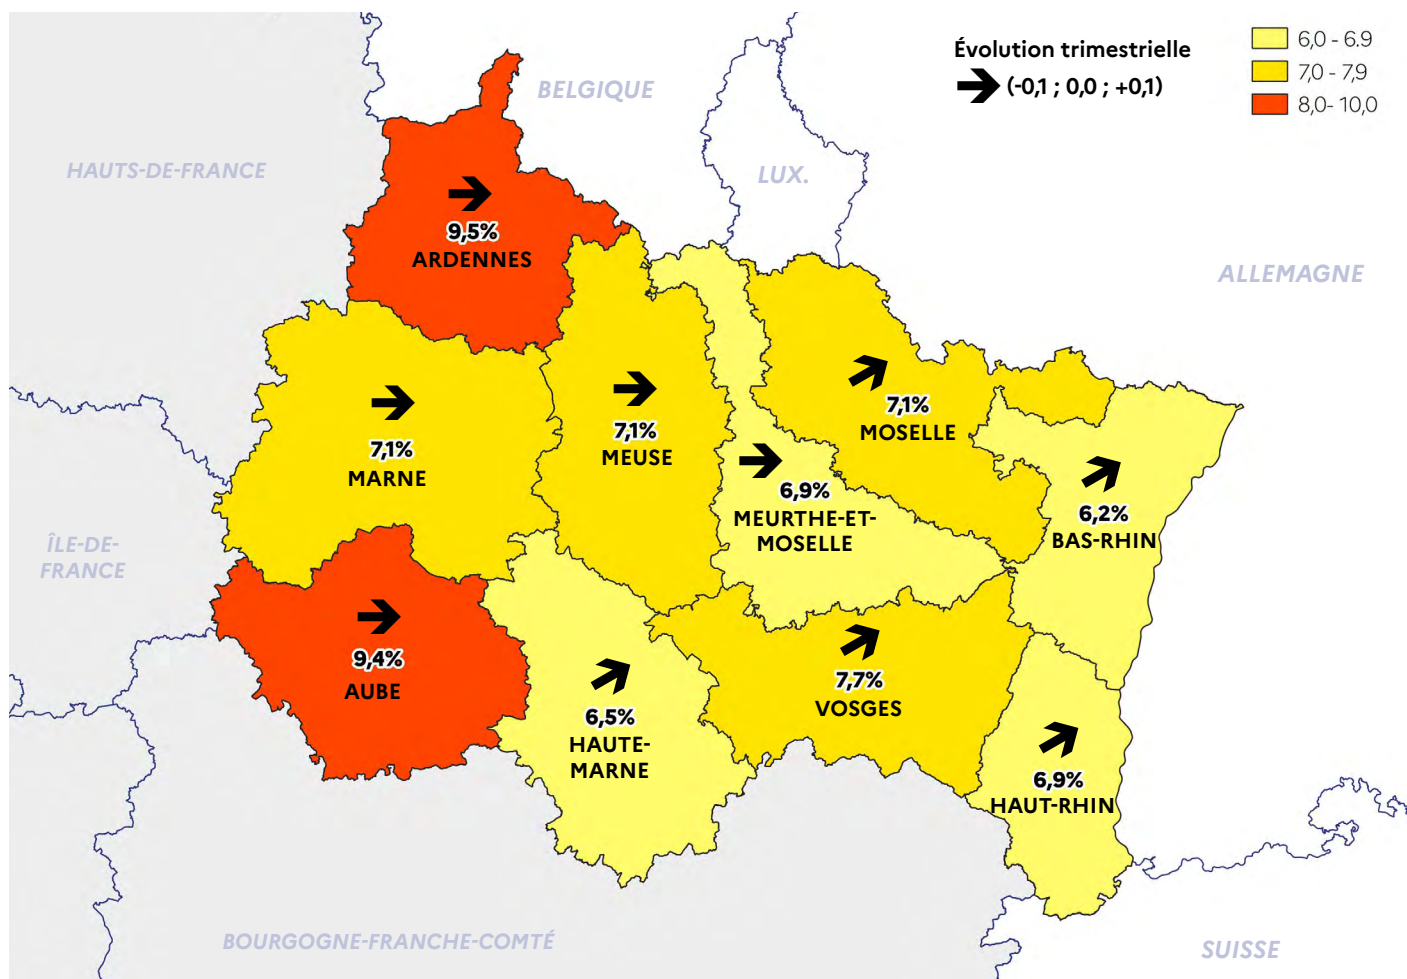 Évolution trimestrielle
(-0,1 ; 0,0 ; +0,1)
6,0 - 6.9
7,0 - 7,9
8,0- 10,0
BELGIQUE
HAUTS-DE-FRANCE
LUX.
ALLEMAGNE
9,5%
ARDENNES
7,1%
MARNE
7,1%
MEUSE
7,1%
MOSELLE
6,9%
MEURTHE-ET-
MOSELLE
6,2%
BAS-RHIN
ÎLE-DE-
FRANCE
9,4%
AUBE
6,5%
HAUTE-
MARNE
7,7%
VOSGES
6,9%
HAUT-RHIN
BOURGOGNE-FRANCHE-COMTÉ
SUISSE